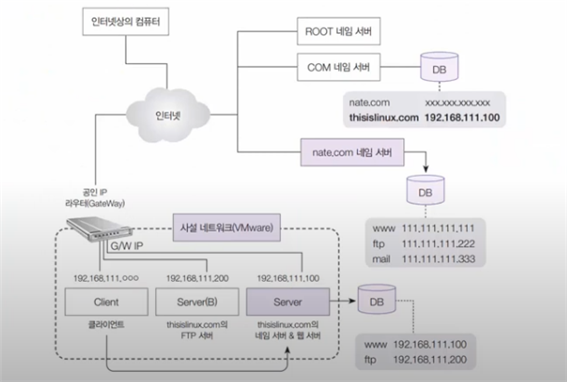 인터넷상의 컴퓨터
ROOT 네임 서버
COM 네임 서버
DB
nate.com xxx.xxx.xxx.xxx
thisislinux.com 192.168.111.100
인터넷
nate.com 네임 서버
DB
www 111.111.111.111
ftp 111.111.111.222
mail 111.111.111.333
공인 IP
라우터(GateWay)
사설 네트워크(VMware)
G/W IP
192.168.111.○○○
192.168.111.200
192.168.111.100
Client
Server(B)
Server
DB
클라이언트
thisislinux.com의
FTP 서버
thisislinux.com의
네임 서버 & 웹 서버
www 192.168.111.100
ftp 192.168.111.200